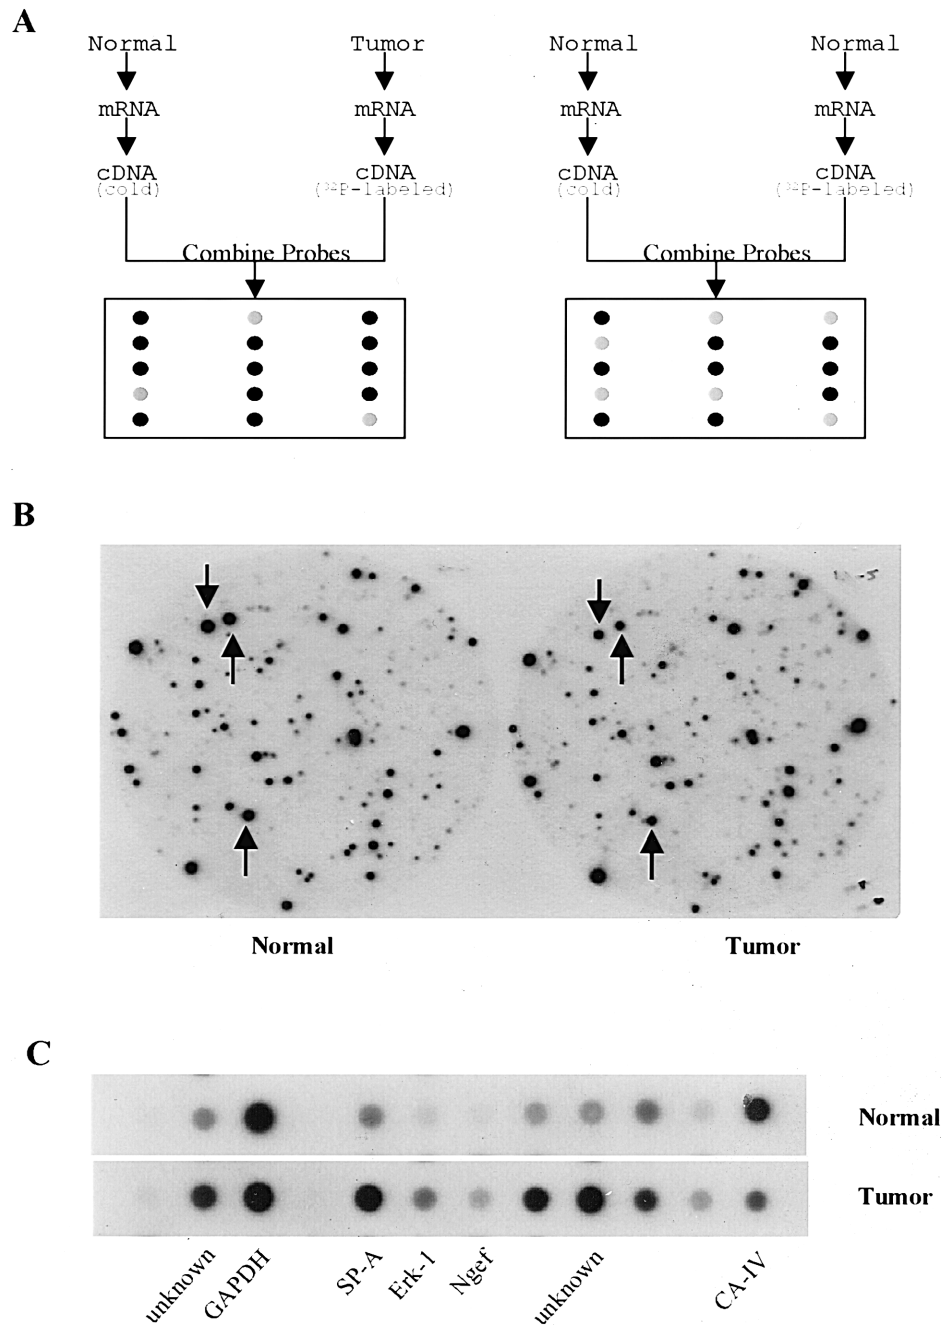 A
Normal Tumor Normal Normal
mRNA mRNA mRNA mRNA
cDNA cDNA cDNA cDNA
(cold) (³²P-labeled) (cold) (³²P-labeled)
Combine Probes Combine Probes
B
Normal Tumor
C
Normal
Tumor
unknown GAPDH SP-A Erk-1 Ngef unknown CA-IV